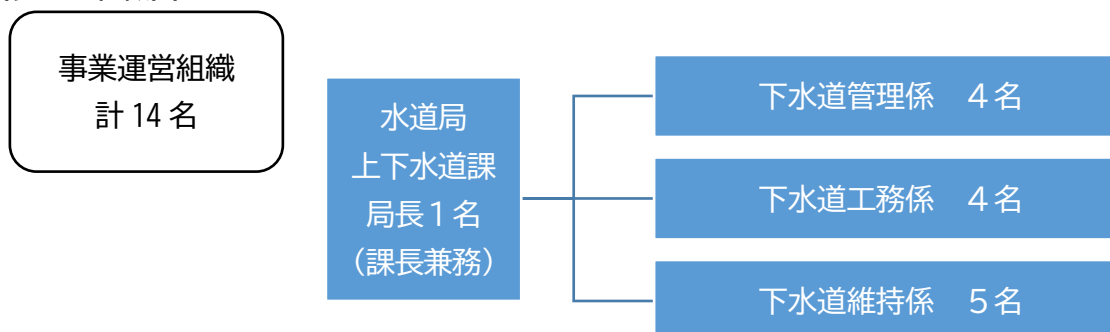 事業運営組織
計 14 名
水道局
上下水道課
局長１名
（課長兼務）
下水道管理係　４名
下水道工務係　４名
下水道維持係　５名